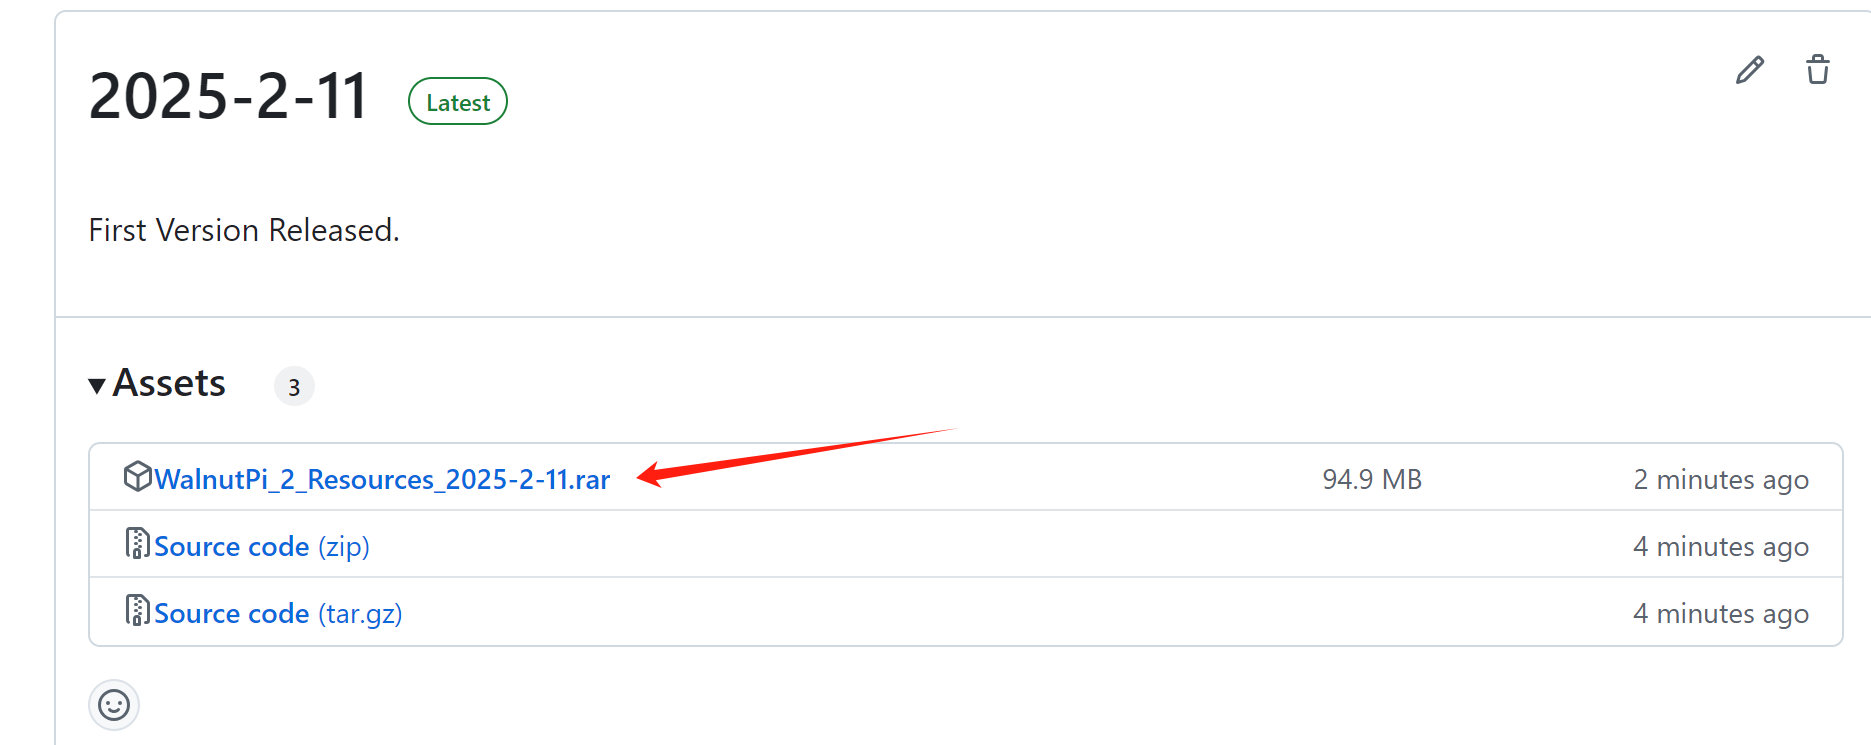 2025-2-11 Latest
First Version Released.
Assets 3
WalnutPi_2_Resources_2025-2-11.rar 94.9 MB 2 minutes ago
Source code (zip) 4 minutes ago
Source code (tar.gz) 4 minutes ago